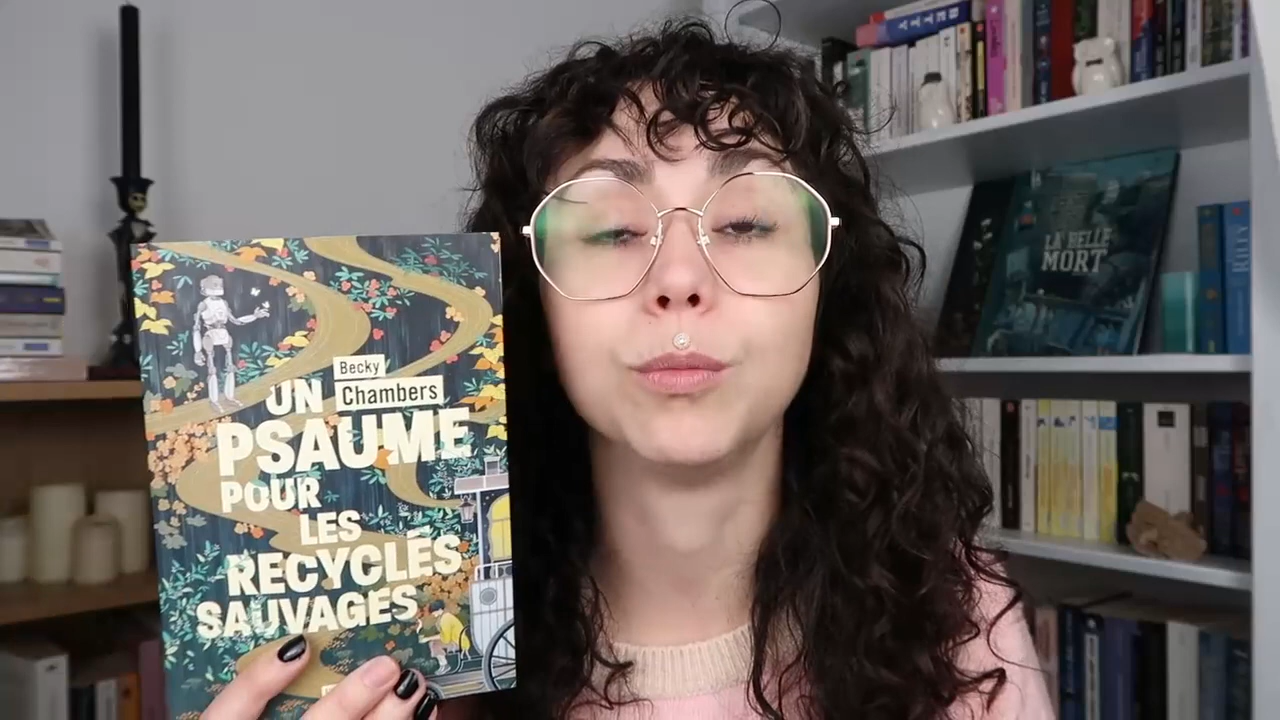 Becky
Chambers
UN
PSAUME
POUR
LES
RECYCLÉS
SAUVAGES
LA BELLE
MORT